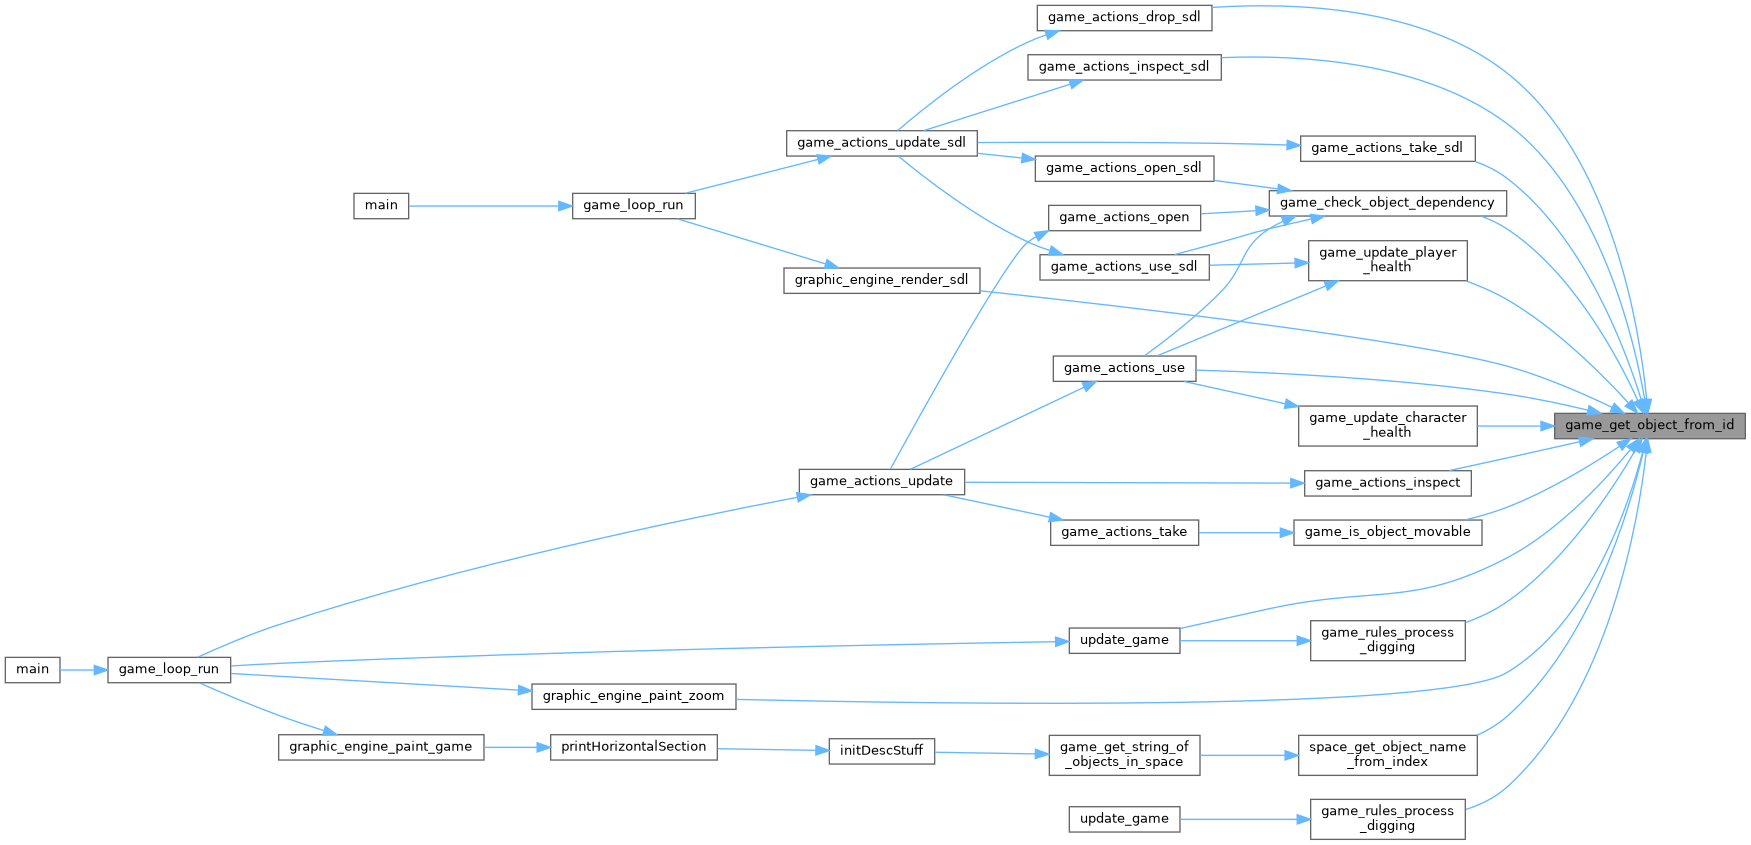 game_actions_drop_sdl
game_actions_inspect_sdl
game_actions_update_sdl
game_actions_take_sdl
game_actions_open_sdl
main
game_loop_run
game_check_object_dependency
game_actions_open
game_update_player
_health
game_actions_use_sdl
graphic_engine_render_sdl
game_actions_use
game_update_character
_health
game_get_object_from_id
game_actions_update
game_actions_inspect
game_actions_take
game_is_object_movable
update_game
game_rules_process
_digging
main
game_loop_run
graphic_engine_paint_zoom
graphic_engine_paint_game
printHorizontalSection
initDescStuff
game_get_string_of
_objects_in_space
space_get_object_name
_from_index
update_game
game_rules_process
_digging